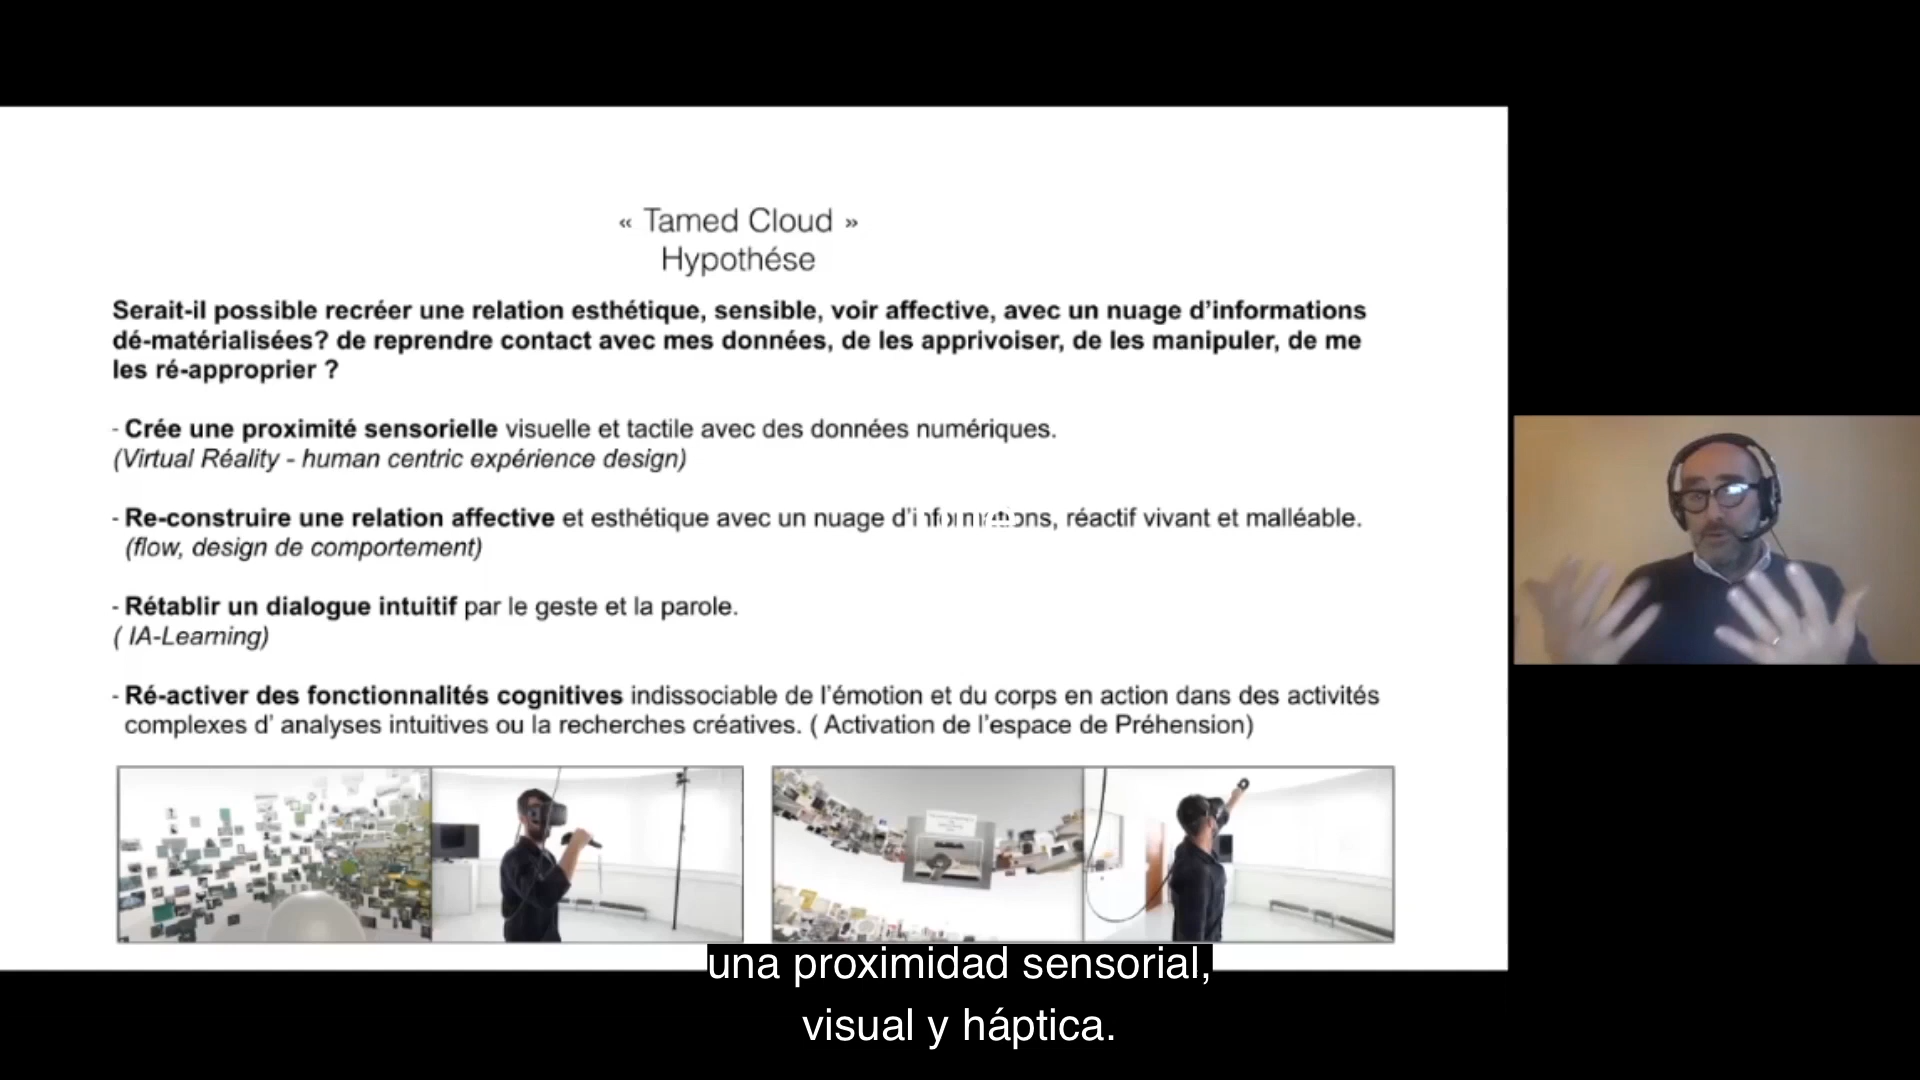 « Tamed Cloud »
Hypothése
Serait-il possible recréer une relation esthétique, sensible, voir affective, avec un nuage d’informations
dé-matérialisées? de reprendre contact avec mes données, de les apprivoiser, de les manipuler, de me
les ré-approprier ?
- Crée une proximité sensorielle visuelle et tactile avec des données numériques.
(Virtual Réality - human centric expérience design)
- Re-construire une relation affective et esthétique avec un nuage d’informations, réactif vivant et malléable.
(flow, design de comportement)
- Rétablir un dialogue intuitif par le geste et la parole.
( IA-Learning)
- Ré-activer des fonctionnalités cognitives indissociable de l’émotion et du corps en action dans des activités
complexes d’ analyses intuitives ou la recherches créatives. ( Activation de l’espace de Préhension)
una proximidad sensorial,
visual y háptica.